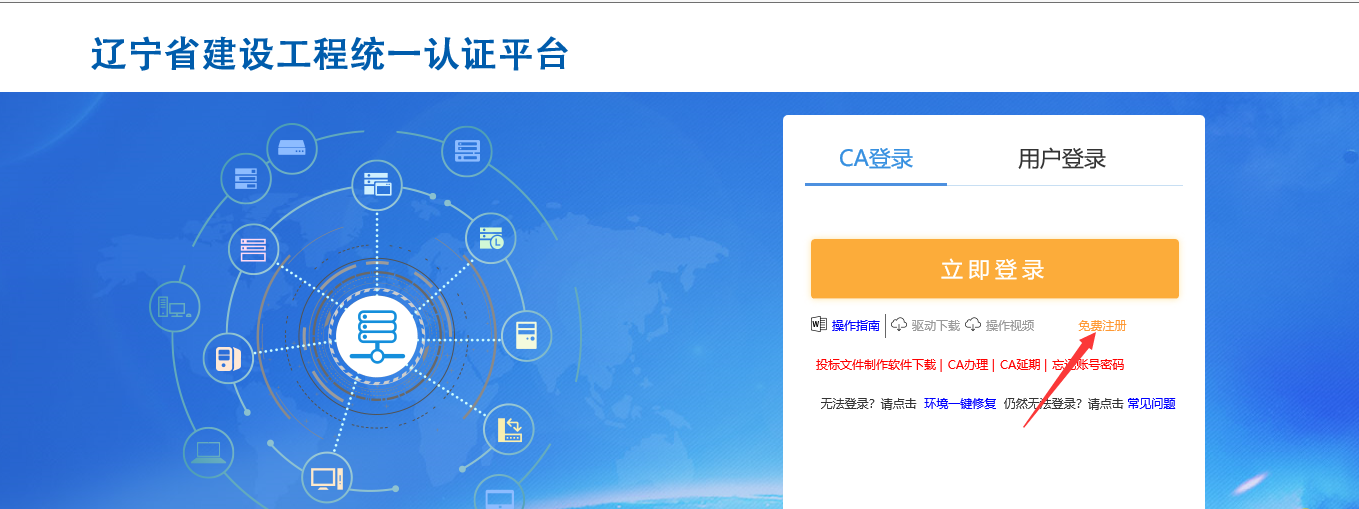 辽宁省建设工程统一认证平台
CA登录 用户登录
立即登录
操作指南 驱动下载 操作视频 免费注册
投标文件制作软件下载 | CA办理 | CA延期 | 忘记账号密码
无法登录？请点击 环境一键修复 仍然无法登录？请点击 常见问题